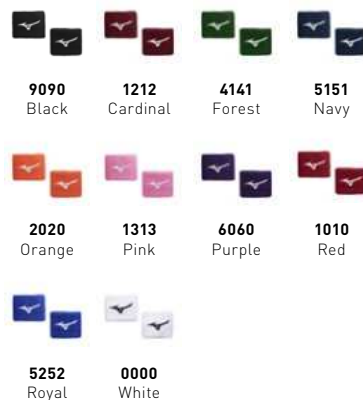 9090 1212 4141 5151
Black Cardinal Forest Navy
2020 1313 6060 1010
Orange Pink Purple Red
5252 0000
Royal White